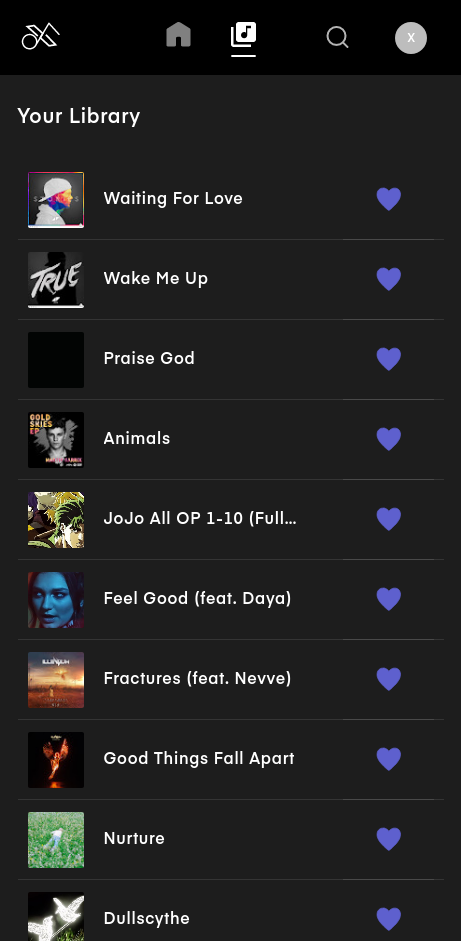 X
Your Library
Waiting For Love
TRUE
Wake Me Up
Praise God
GOLD
SKIES
EP
Animals
JoJo All OP 1-10 (Full...
Feel Good (feat. Daya)
ILLENIUM
Fractures (feat. Nevve)
Good Things Fall Apart
Nurture
Dullscythe